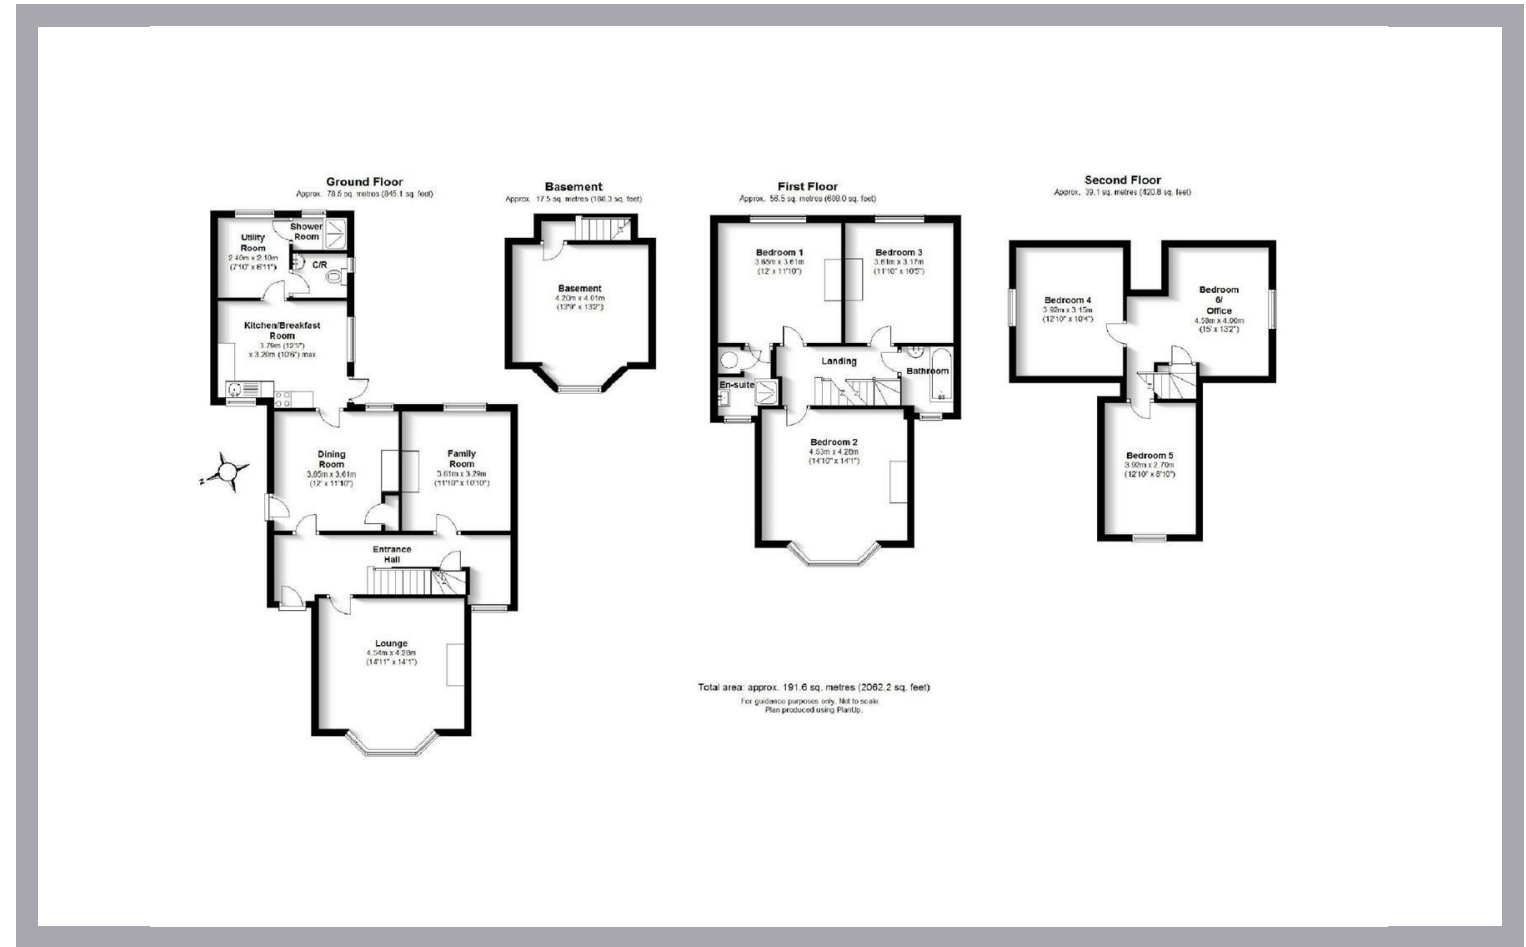 Ground Floor
Approx. 78.5 sq. metres (845.1 sq. feet)
Shower
Room
Utility
Room
2.40m x 2.10m
(7'10" x 6'11")
C/R
Kitchen/Breakfast
Room
3.79m (12'5")
x 3.20m (10'6") max
Dining
Room
3.65m x 3.61m
(12' x 11'10")
Family
Room
3.61m x 3.29m
(11'10" x 10'10")
Entrance
Hall
Lounge
4.54m x 4.28m
(14'11" x 14'1")
N
Basement
Approx. 17.5 sq. metres (188.3 sq. feet)
Basement
4.20m x 4.01m
(13'9" x 13'2")
First Floor
Approx. 56.5 sq. metres (608.0 sq. feet)
Bedroom 1
3.65m x 3.61m
(12' x 11'10")
Bedroom 3
3.61m x 3.17m
(11'10" x 10'5")
Landing
Bathroom
En-suite
Bedroom 2
4.53m x 4.28m
(14'10" x 14'1")
Second Floor
Approx. 39.1 sq. metres (420.8 sq. feet)
Bedroom 4
3.92m x 3.15m
(12'10" x 10'4")
Bedroom
6/
Office
4.58m x 4.00m
(15' x 13'2")
Bedroom 5
3.92m x 2.70m
(12'10" x 8'10")
Total area: approx. 191.6 sq. metres (2062.2 sq. feet)
For guidance purposes only. Not to scale.
Plan produced using PlanUp.